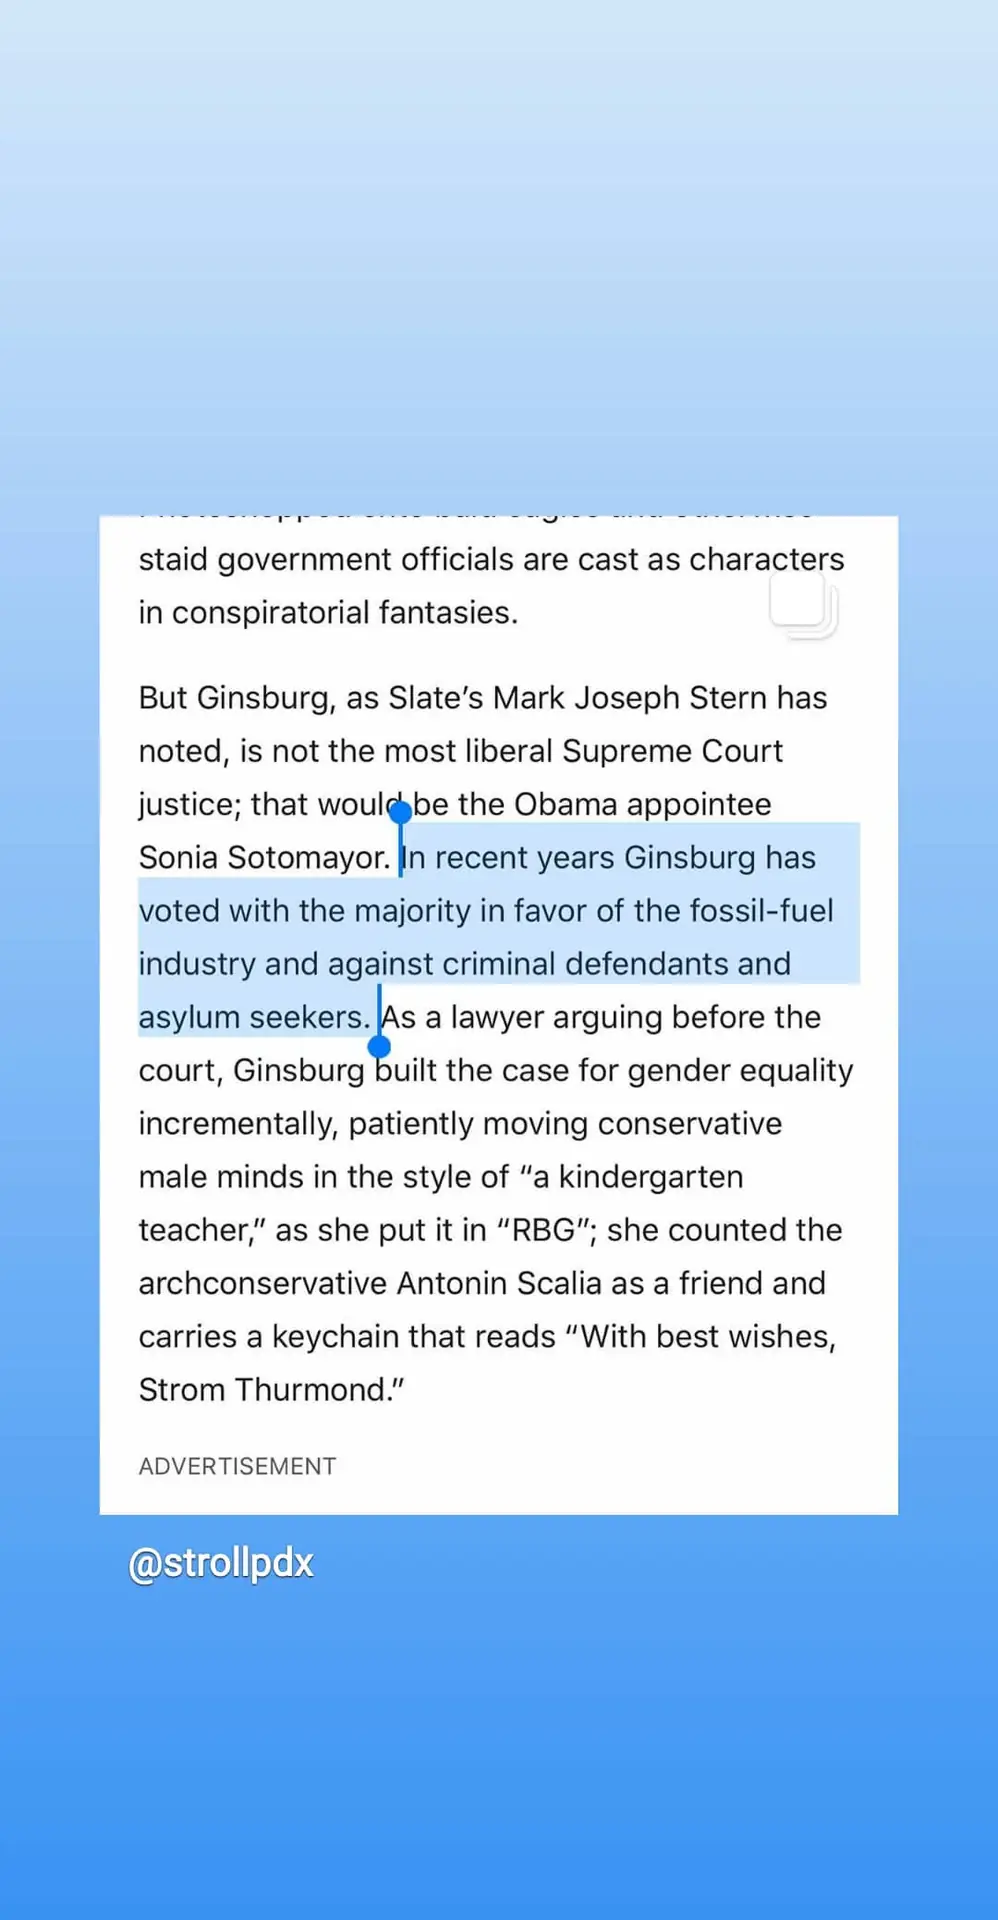 staid government officials are cast as characters
in conspiratorial fantasies.
But Ginsburg, as Slate’s Mark Joseph Stern has
noted, is not the most liberal Supreme Court
justice; that would be the Obama appointee
Sonia Sotomayor. In recent years Ginsburg has
voted with the majority in favor of the fossil-fuel
industry and against criminal defendants and
asylum seekers. As a lawyer arguing before the
court, Ginsburg built the case for gender equality
incrementally, patiently moving conservative
male minds in the style of “a kindergarten
teacher,” as she put it in “RBG”; she counted the
archconservative Antonin Scalia as a friend and
carries a keychain that reads “With best wishes,
Strom Thurmond.”
ADVERTISEMENT
@strollpdx